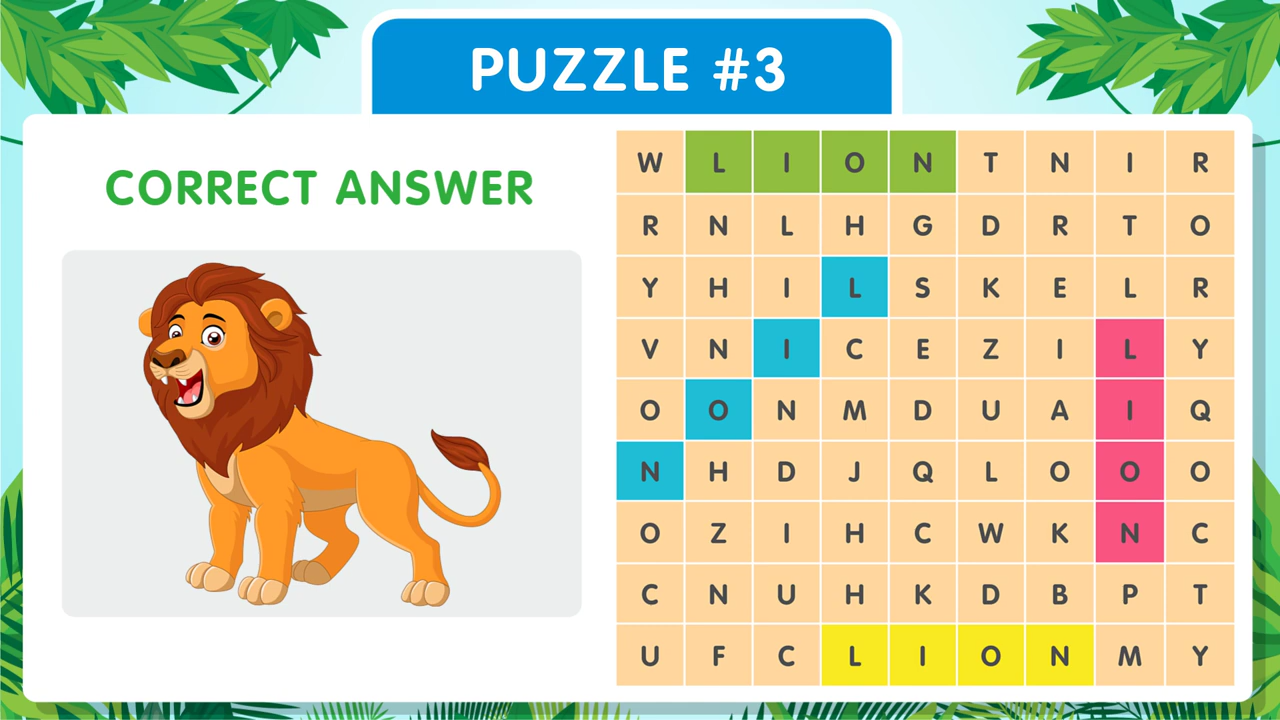 PUZZLE #3
CORRECT ANSWER
W L I O N T N I R
R N L H G D R T O
Y H I L S K E L R
V N I C E Z I L Y
O O N M D U A I Q
N H D J Q L O O O
O Z I H C W K N C
C N U H K D B P T
U F C L I O N M Y